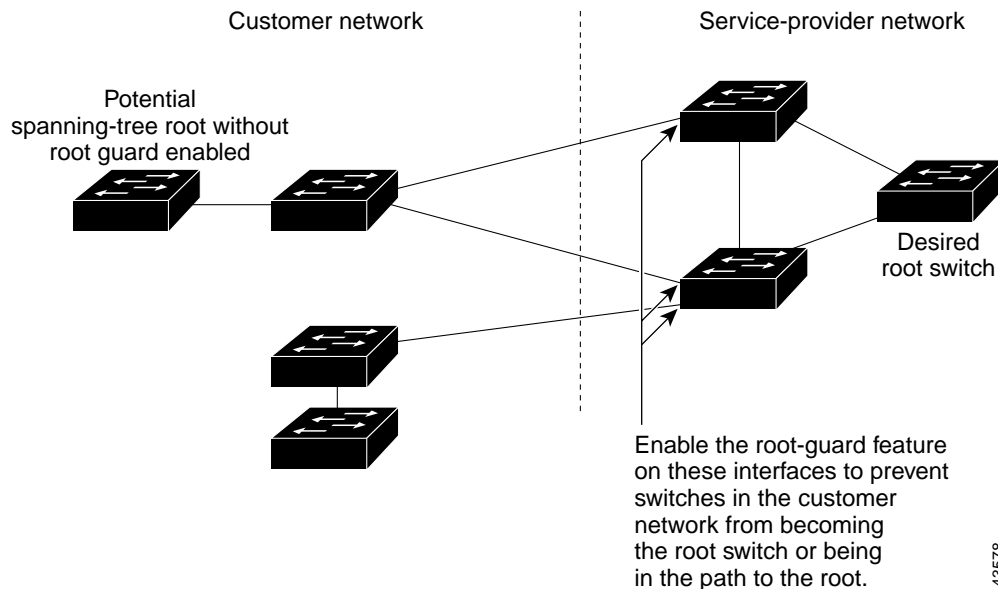 Customer network
Service-provider network
Potential
spanning-tree root without
root guard enabled
Desired
root switch
Enable the root-guard feature
on these interfaces to prevent
switches in the customer
network from becoming
the root switch or being
in the path to the root.
43578